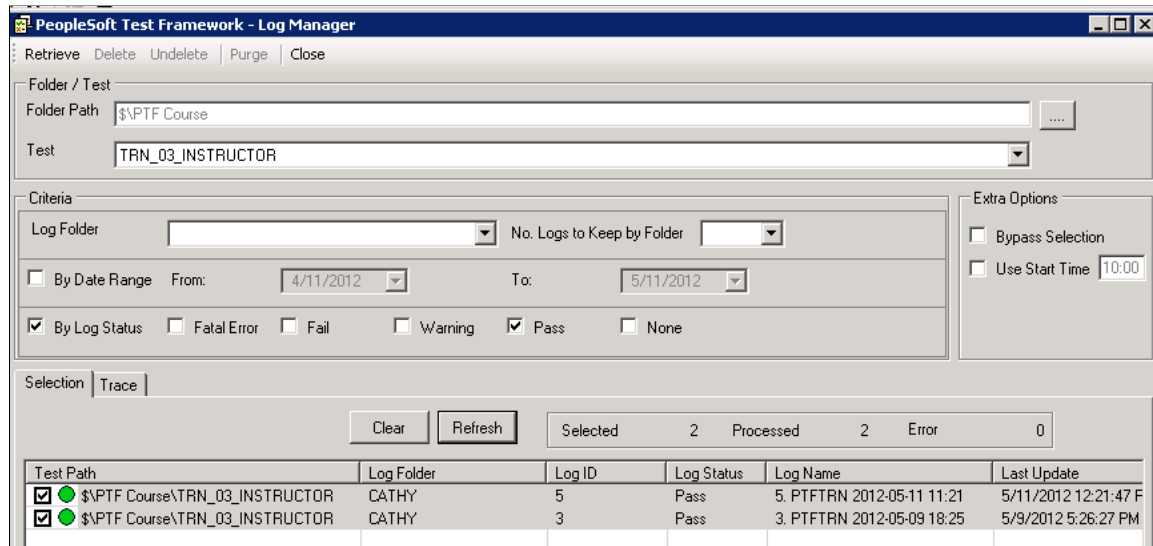 PeopleSoft Test Framework - Log Manager
Retrieve Delete Undelete Purge Close
Folder / Test
Folder Path $\PTF Course ....
Test TRN_03_INSTRUCTOR
Criteria Extra Options
Log Folder No. Logs to Keep by Folder Bypass Selection
By Date Range From: 4/11/2012 To: 5/11/2012 Use Start Time 10:00
By Log Status Fatal Error Fail Warning Pass None
Selection Trace
Clear Refresh Selected 2 Processed 2 Error 0
Test Path Log Folder Log ID Log Status Log Name Last Update
$\PTF Course\TRN_03_INSTRUCTOR CATHY 5 Pass 5. PTFTRN 2012-05-11 11:21 5/11/2012 12:21:47 P
$\PTF Course\TRN_03_INSTRUCTOR CATHY 3 Pass 3. PTFTRN 2012-05-09 18:25 5/9/2012 5:26:27 PM